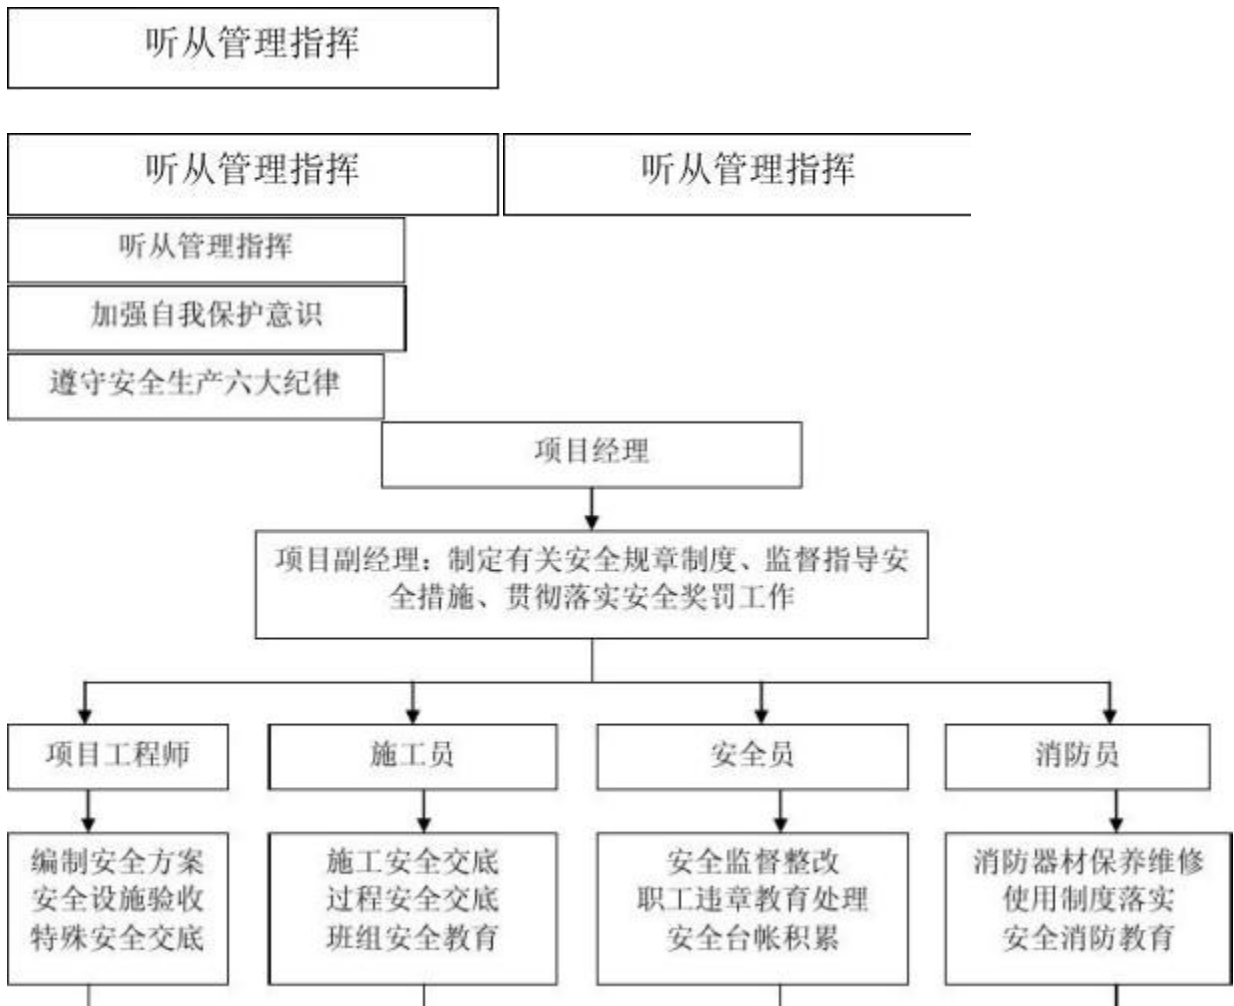 听从管理指挥
听从管理指挥
听从管理指挥
听从管理指挥
加强自我保护意识
遵守安全生产六大纪律
项目经理
项目副经理：制定有关安全规章制度、监督指导安
全措施、贯彻落实安全奖罚工作
项目工程师
施工员
安全员
消防员
编制安全方案
安全设施验收
特殊安全交底
施工安全交底
过程安全交底
班组安全教育
安全监督整改
职工违章教育处理
安全台帐积累
消防器材保养维修
使用制度落实
安全消防教育